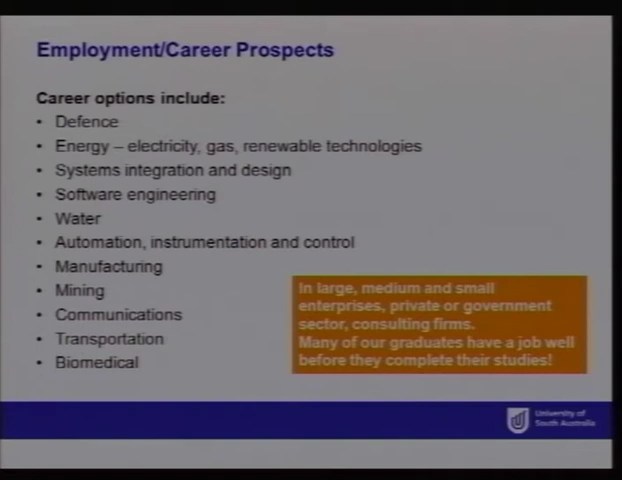 Employment/Career Prospects
Career options include:
• Defence
• Energy – electricity, gas, renewable technologies
• Systems integration and design
• Software engineering
• Water
• Automation, instrumentation and control
• Manufacturing
• Mining
• Communications
• Transportation
• Biomedical
In large, medium and small
enterprises, private or government
sector, consulting firms.
Many of our graduates have a job well
before they complete their studies!
University of
South Australia